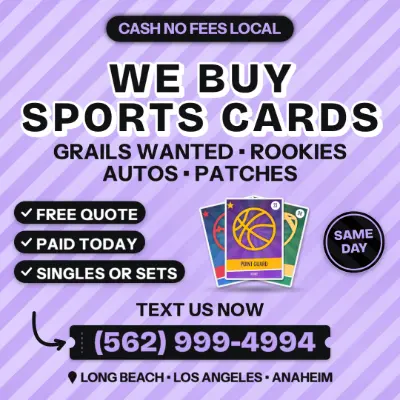 CASH NO FEES LOCAL
WE BUY
SPORTS CARDS
GRAILS WANTED • ROOKIES
AUTOS • PATCHES
✓ FREE QUOTE
✓ PAID TODAY
✓ SINGLES OR SETS
POINT GUARD
SAME
DAY
TEXT US NOW
(562) 999-4994
LONG BEACH • LOS ANGELES • ANAHEIM